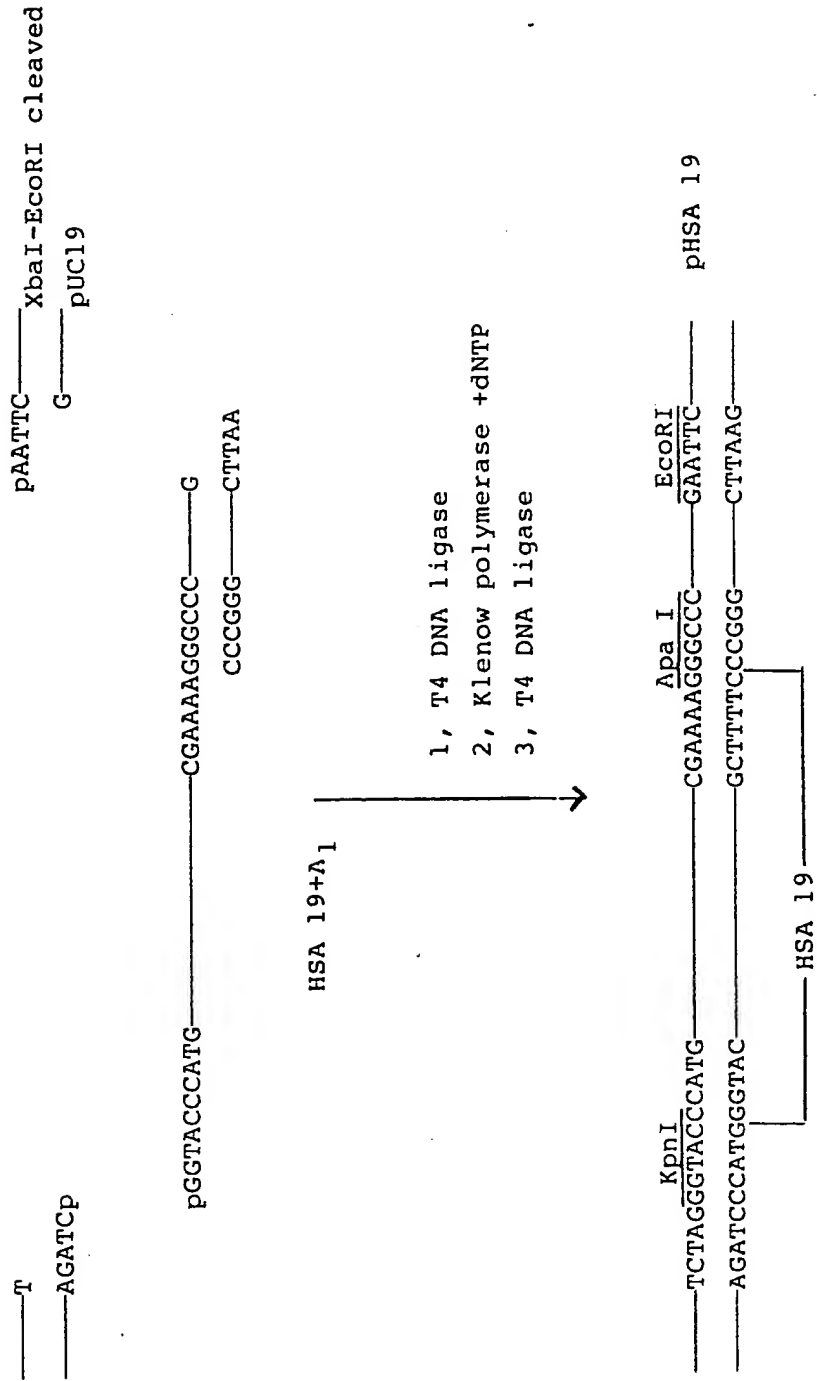 T pAATTC XbaI-EcoRI cleaved
AGATCp G pUC19
pGGTACCCATG CGAAAAGGGCCC G
CCCGGG CTTAA
HSA 19+A1
1, T4 DNA ligase
2, Klenow polymerase +dNTP
3, T4 DNA ligase
KpnI Apa I EcoRI
TCTAGGGTACCCATG CGAAAAGGGCCC GAATTC pHSA 19
AGATCCCATGGGTAC GCTTTTCCCGGG CTTAAG
HSA 19